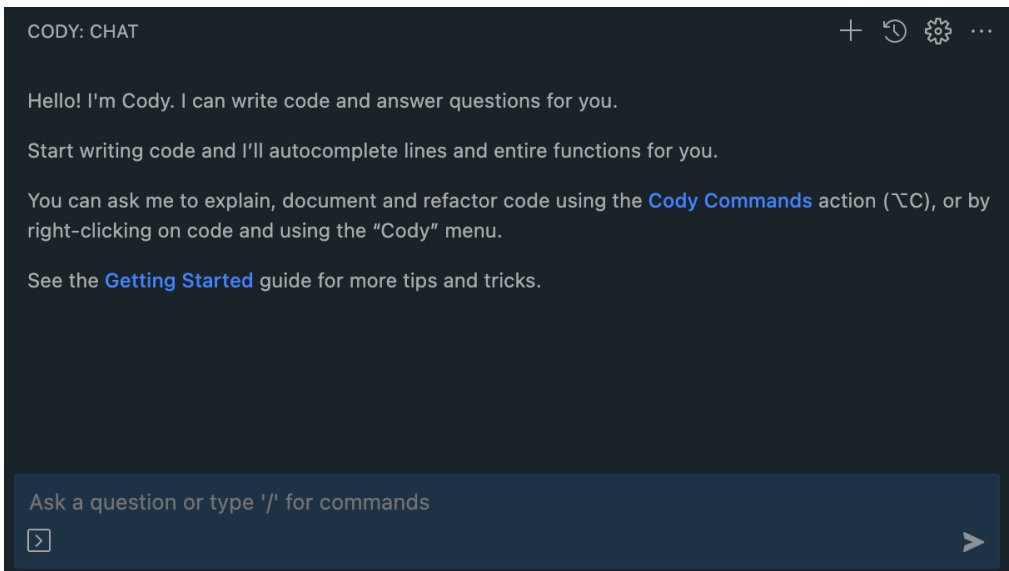 CODY: CHAT
Hello! I'm Cody. I can write code and answer questions for you.
Start writing code and I’ll autocomplete lines and entire functions for you.
You can ask me to explain, document and refactor code using the Cody Commands action (⌥C), or by
right-clicking on code and using the “Cody” menu.
See the Getting Started guide for more tips and tricks.
Ask a question or type '/' for commands